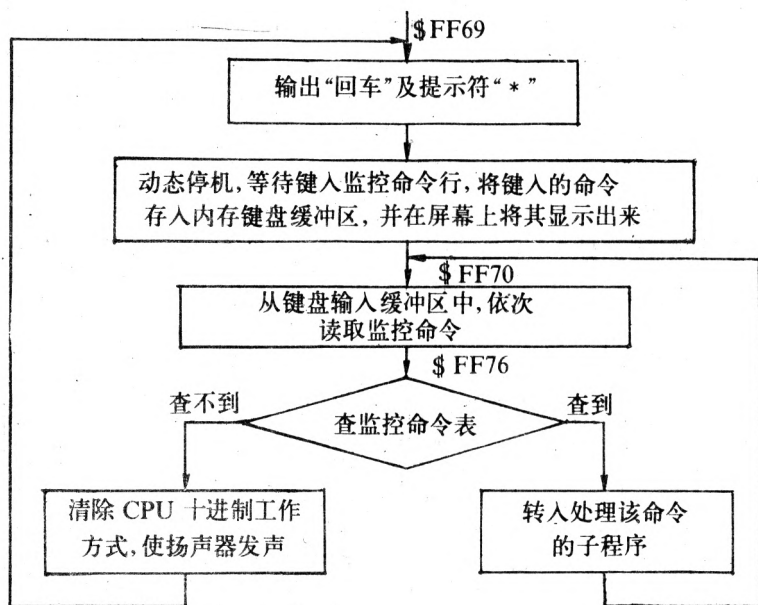 $FF69
输出“回车”及提示符“*”
动态停机,等待键入监控命令行,将键入的命令
存入内存键盘缓冲区,并在屏幕上将其显示出来
$FF70
从键盘输入缓冲区中,依次
读取监控命令
$FF76
查不到
查监控命令表
查到
清除 CPU 十进制工作
方式,使扬声器发声
转入处理该命令
的子程序